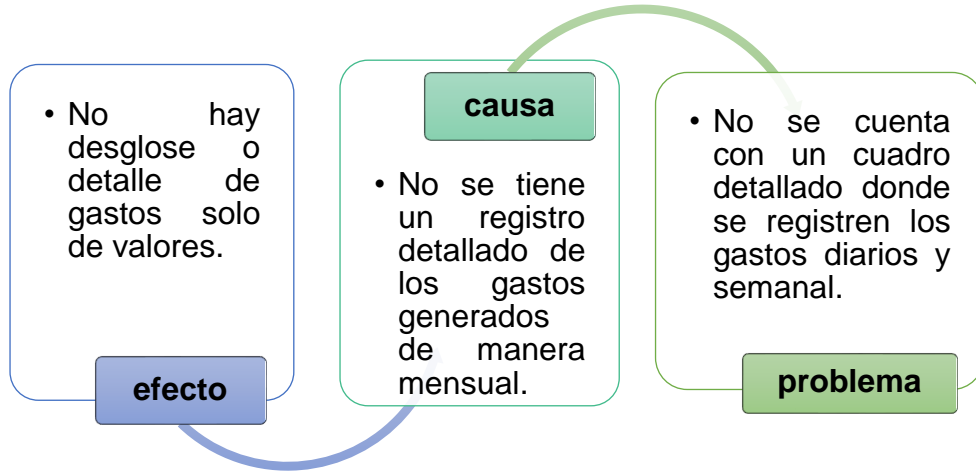 • No hay
desglose o
detalle de
gastos solo
de valores.
efecto
causa
• No se tiene
un registro
detallado de
los gastos
generados
de manera
mensual.
• No se cuenta
con un cuadro
detallado donde
se registren los
gastos diarios y
semanal.
problema